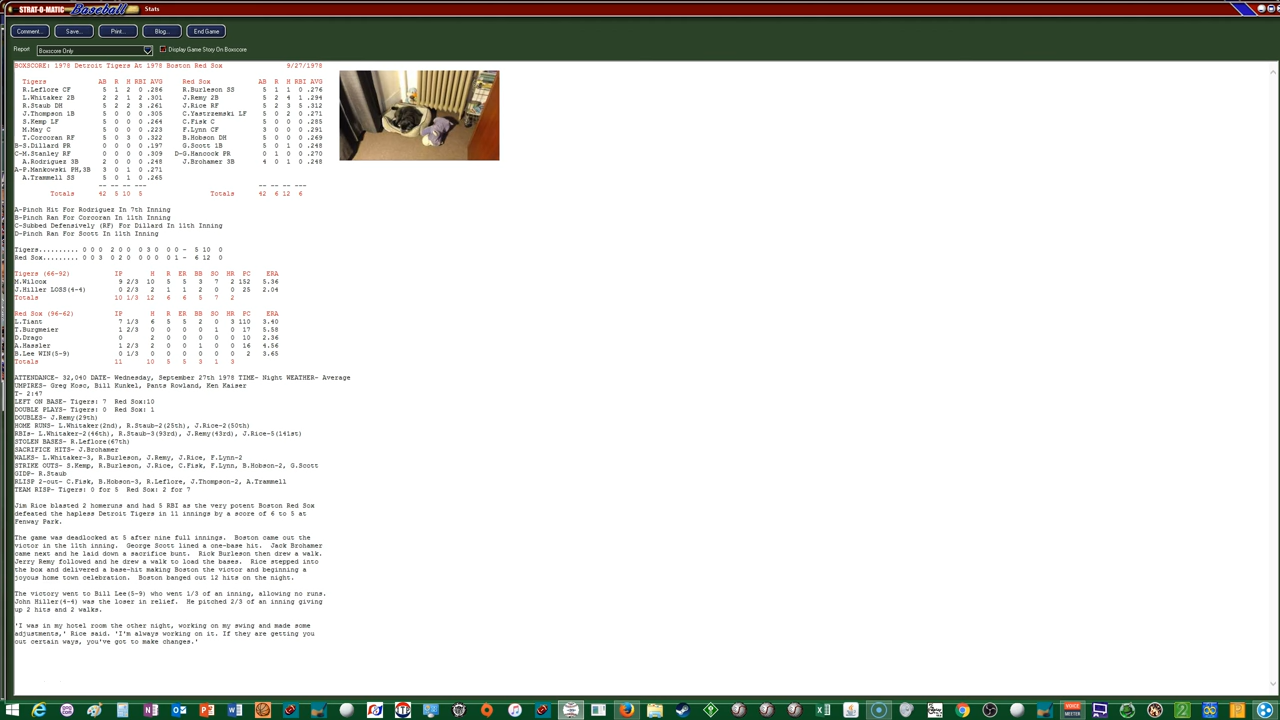 STRAT-O-MATIC Baseball Stats
Comment... Save... Print... Blog... End Game
Report Boxscore Only Display Game Story On Boxscore
BOXSCORE: 1978 Detroit Tigers At 1978 Boston Red Sox 9/27/1978
Tigers AB R H RBI AVG Red Sox AB R H RBI AVG
R.Leflore CF 5 1 2 0 .286 R.Burleson SS 5 1 1 0 .276
L.Whitaker 2B 2 2 1 2 .301 J.Remy 2B 5 2 4 1 .294
R.Staub DH 5 2 2 3 .261 J.Rice RF 5 2 3 5 .312
J.Thompson 1B 5 0 0 0 .305 C.Yastrzemski LF 5 0 2 0 .271
S.Kemp LF 5 0 0 0 .264 C.Fisk C 5 0 0 0 .285
M.May C 5 0 0 0 .223 F.Lynn CF 3 0 0 0 .291
T.Corcoran RF 5 0 3 0 .322 B.Hobson DH 5 0 0 0 .269
B-S.Dillard PR 0 0 0 0 .197 G.Scott 1B 5 0 1 0 .248
C-M.Stanley RF 0 0 0 0 .309 D-G.Hancock PR 0 1 0 0 .270
A.Rodriguez 3B 2 0 0 0 .248 J.Brohamer 3B 4 0 1 0 .248
A-P.Mankowski PH,3B 3 0 1 0 .271
A.Trammell SS 5 0 1 0 .265
-- -- -- --- -- -- -- ---
Totals 42 5 10 5 Totals 42 6 12 6
A-Pinch Hit For Rodriguez In 7th Inning
B-Pinch Ran For Corcoran In 11th Inning
C-Subbed Defensively (RF) For Dillard In 11th Inning
D-Pinch Ran For Scott In 11th Inning
Tigers.......... 0 0 0 2 0 0 0 3 0 0 0 - 5 10 0
Red Sox......... 0 0 3 0 2 0 0 0 0 0 1 - 6 12 0
Tigers (66-92) IP H R ER BB SO HR PC ERA
M.Wilcox 9 2/3 10 5 5 3 7 2 152 5.36
J.Hiller LOSS(4-4) 0 2/3 2 1 1 2 0 0 25 2.04
Totals 10 1/3 12 6 6 5 7 2
Red Sox (96-62) IP H R ER BB SO HR PC ERA
L.Tiant 7 1/3 6 5 5 2 0 3 110 3.40
T.Burgmeier 1 2/3 0 0 0 0 1 0 17 5.58
D.Drago 0 2 0 0 0 0 0 10 2.36
A.Hassler 1 2/3 2 0 0 1 0 0 16 4.56
B.Lee WIN(5-9) 0 1/3 0 0 0 0 0 0 2 3.65
Totals 11 10 5 5 3 1 3
ATTENDANCE- 32,040 DATE- Wednesday, September 27th 1978 TIME- Night WEATHER- Average
UMPIRES- Greg Kosc, Bill Kunkel, Pants Rowland, Ken Kaiser
T- 2:47
LEFT ON BASE- Tigers: 7 Red Sox:10
DOUBLE PLAYS- Tigers: 0 Red Sox: 1
DOUBLES- J.Remy(29th)
HOME RUNS- L.Whitaker(2nd), R.Staub-2(25th), J.Rice-2(50th)
RBIs- L.Whitaker-2(46th), R.Staub-3(93rd), J.Remy(43rd), J.Rice-5(141st)
STOLEN BASES- R.Leflore(67th)
SACRIFICE HITS- J.Brohamer
WALKS- L.Whitaker-3, R.Burleson, J.Remy, J.Rice, F.Lynn-2
STRIKE OUTS- S.Kemp, R.Burleson, J.Rice, C.Fisk, F.Lynn, B.Hobson-2, G.Scott
GIDP- R.Staub
RLISP 2-out- C.Fisk, B.Hobson-3, R.Leflore, J.Thompson-2, A.Trammell
TEAM RISP- Tigers: 0 for 5 Red Sox: 2 for 7
Jim Rice blasted 2 homeruns and had 5 RBI as the very potent Boston Red Sox
defeated the hapless Detroit Tigers in 11 innings by a score of 6 to 5 at
Fenway Park.
The game was deadlocked at 5 after nine full innings. Boston came out the
victor in the 11th inning. George Scott lined a one-base hit. Jack Brohamer
came next and he laid down a sacrifice bunt. Rick Burleson then drew a walk.
Jerry Remy followed and he drew a walk to load the bases. Rice stepped into
the box and delivered a base-hit making Boston the victor and beginning a
joyous home town celebration. Boston banged out 12 hits on the night.
The victory went to Bill Lee(5-9) who went 1/3 of an inning, allowing no runs.
John Hiller(4-4) was the loser in relief. He pitched 2/3 of an inning giving
up 2 hits and 2 walks.
'I was in my hotel room the other night, working on my swing and made some
adjustments,' Rice said. 'I'm always working on it. If they are getting you
out certain ways, you've got to make changes.'
VOICE
MEETER